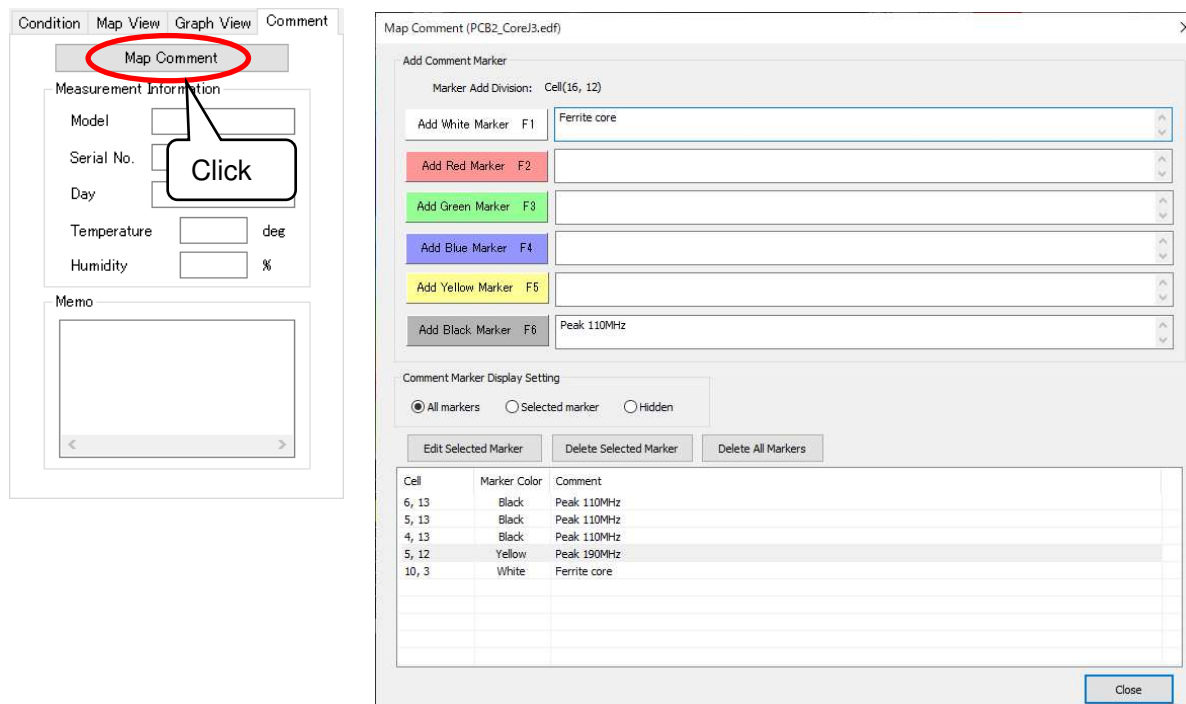 Condition Map View Graph View Comment
Map Comment
Measurement Information
Model
Serial No.
Click
Day
Temperature deg
Humidity %
Memo
Map Comment (PCB2_CoreJ3.edf)
Add Comment Marker
Marker Add Division: Cell(16, 12)
Add White Marker F1 Ferrite core
Add Red Marker F2
Add Green Marker F3
Add Blue Marker F4
Add Yellow Marker F5
Add Black Marker F6 Peak 110MHz
Comment Marker Display Setting
All markers Selected marker Hidden
Edit Selected Marker Delete Selected Marker Delete All Markers
Cell Marker Color Comment
6, 13 Black Peak 110MHz
5, 13 Black Peak 110MHz
4, 13 Black Peak 110MHz
5, 12 Yellow Peak 190MHz
10, 3 White Ferrite core
Close